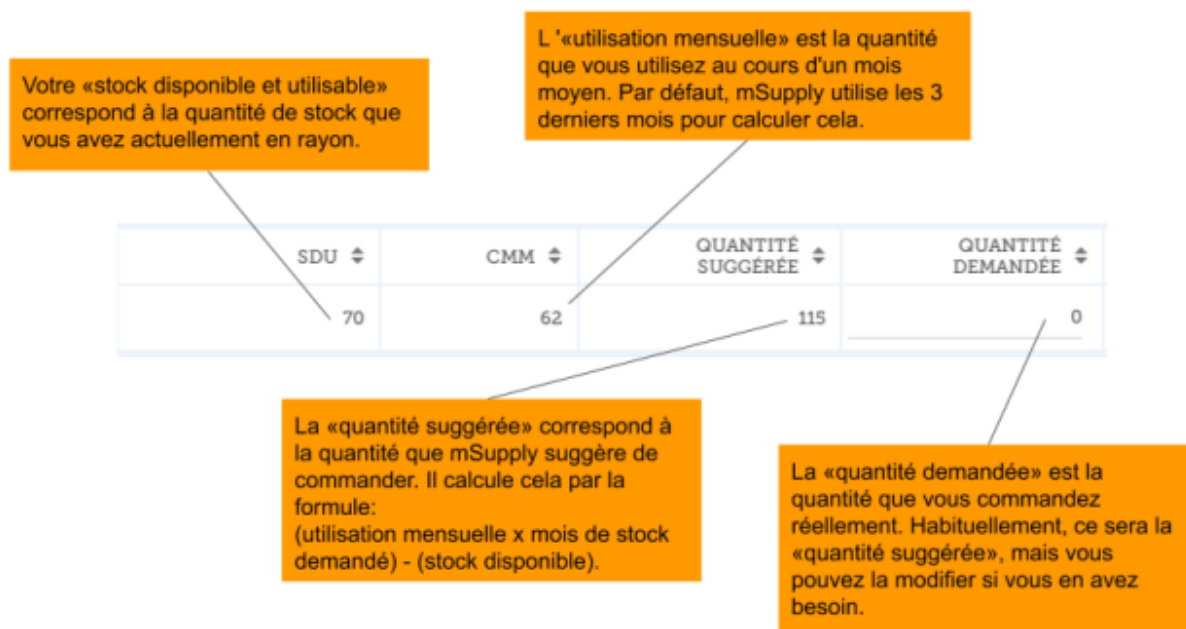 L '«utilisation mensuelle» est la quantité
que vous utilisez au cours d'un mois
moyen. Par défaut, mSupply utilise les 3
derniers mois pour calculer cela.
Votre «stock disponible et utilisable»
correspond à la quantité de stock que
vous avez actuellement en rayon.
SDU
CMM
QUANTITÉ
SUGGÉRÉE
QUANTITÉ
DEMANDÉE
70
62
115
0
La «quantité suggérée» correspond à
la quantité que mSupply suggère de
commander. Il calcule cela par la
formule:
(utilisation mensuelle x mois de stock
demandé) - (stock disponible).
La «quantité demandée» est la
quantité que vous commandez
réellement. Habituellement, ce sera la
«quantité suggérée», mais vous
pouvez la modifier si vous en avez
besoin.